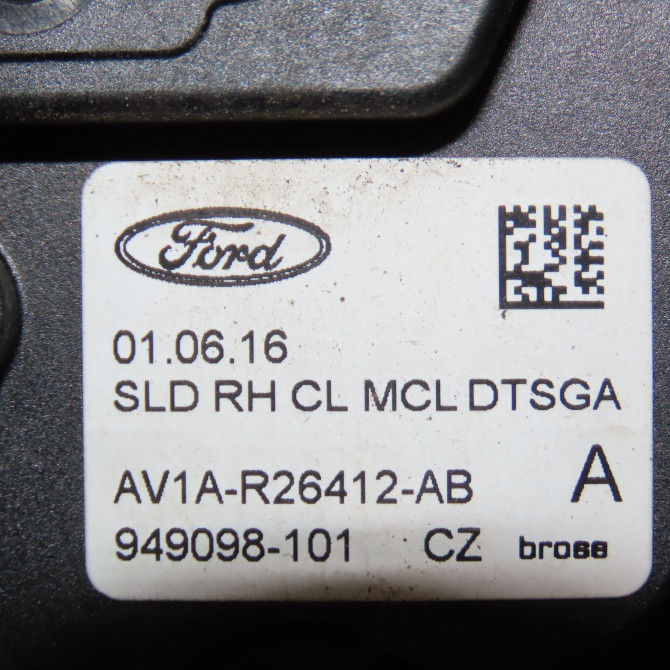 Ford
01.06.16
SLD RH CL MCL DTSGA
A
AV1A-R26412-AB
949098-101 CZ brose